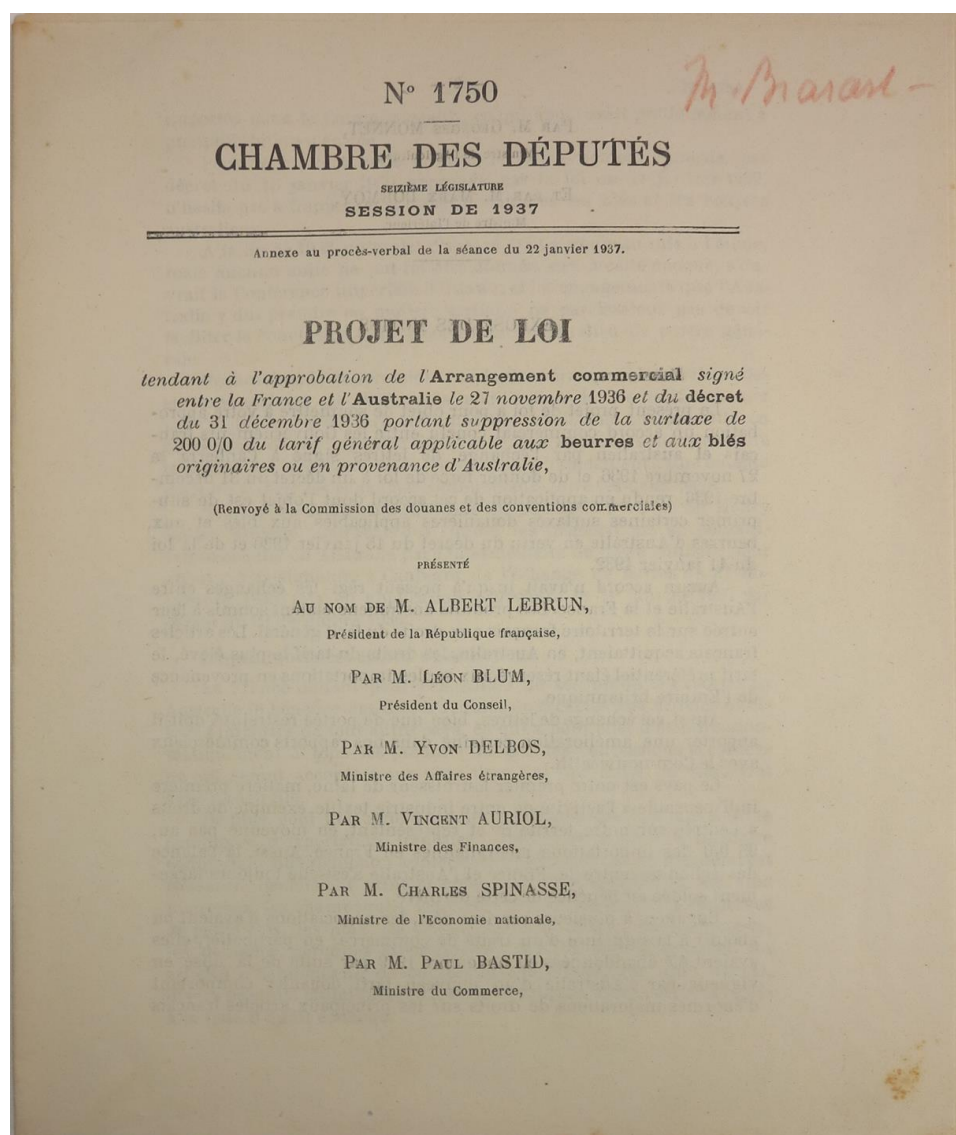 N° 1750
CHAMBRE DES DÉPUTÉS
SEIZIÈME LÉGISLATURE
SESSION DE 1937
Annexe au procès-verbal de la séance du 22 janvier 1937.
PROJET DE LOI
tendant à l'approbation de l'Arrangement commercial signé
entre la France et l'Australie le 27 novembre 1936 et du décret
du 31 décembre 1936 portant suppression de la surtaxe de
200 0/0 du tarif général applicable aux beurres et aux blés
originaires ou en provenance d'Australie,
(Renvoyé à la Commission des douanes et des conventions commerciales)
PRÉSENTÉ
AU NOM DE M. ALBERT LEBRUN,
Président de la République française,
PAR M. LÉON BLUM,
Président du Conseil,
PAR M. YVON DELBOS,
Ministre des Affaires étrangères,
PAR M. VINCENT AURIOL,
Ministre des Finances,
PAR M. CHARLES SPINASSE,
Ministre de l'Economie nationale,
PAR M. PAUL BASTID,
Ministre du Commerce,